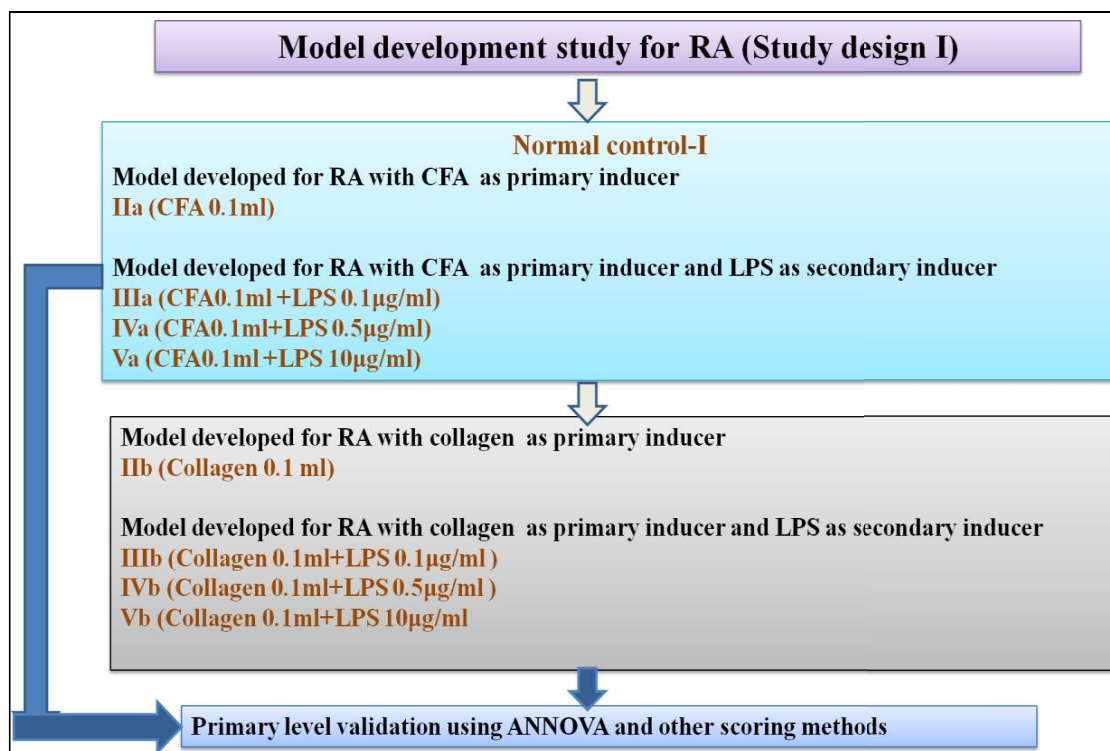 Model development study for RA (Study design I)
Normal control-I
Model developed for RA with CFA as primary inducer
IIa (CFA 0.1ml)
Model developed for RA with CFA as primary inducer and LPS as secondary inducer
IIIa (CFA0.1ml +LPS 0.1µg/ml)
IVa (CFA0.1ml+LPS 0.5µg/ml)
Va (CFA0.1ml +LPS 10µg/ml)
Model developed for RA with collagen as primary inducer
IIb (Collagen 0.1 ml)
Model developed for RA with collagen as primary inducer and LPS as secondary inducer
IIIb (Collagen 0.1ml+LPS 0.1µg/ml )
IVb (Collagen 0.1ml+LPS 0.5µg/ml )
Vb (Collagen 0.1ml+LPS 10µg/ml
Primary level validation using ANNOVA and other scoring methods